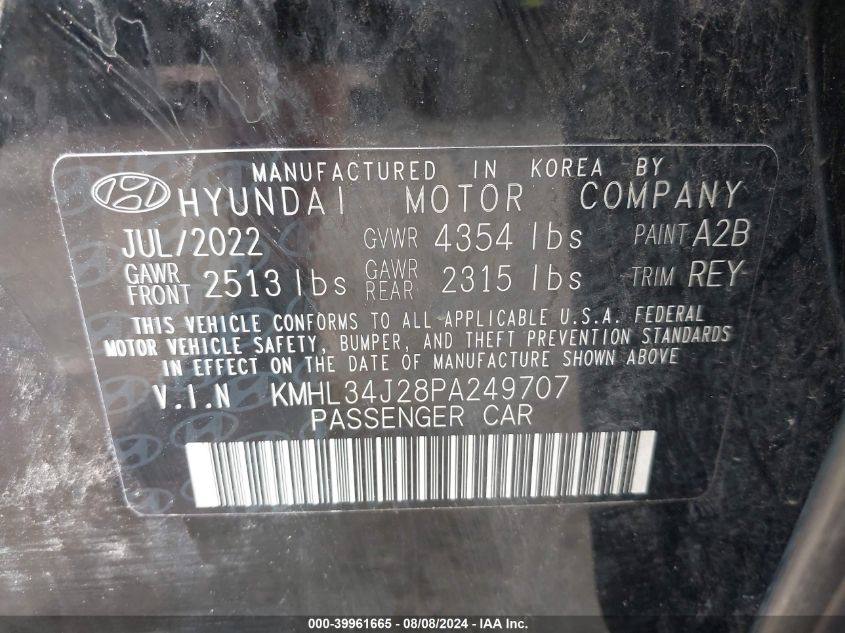 MANUFACTURED IN KOREA BY
HYUNDAI MOTOR COMPANY
JUL/2022 GVWR 4354 lbs PAINT A2B
GAWR FRONT 2513 lbs GAWR REAR 2315 lbs TRIM REY
THIS VEHICLE CONFORMS TO ALL APPLICABLE U.S.A. FEDERAL
MOTOR VEHICLE SAFETY, BUMPER, AND THEFT PREVENTION STANDARDS
IN EFFECT ON THE DATE OF MANUFACTURE SHOWN ABOVE
V.I.N KMHL34J28PA249707
PASSENGER CAR
000-39961665 - 08/08/2024 - IAA Inc.